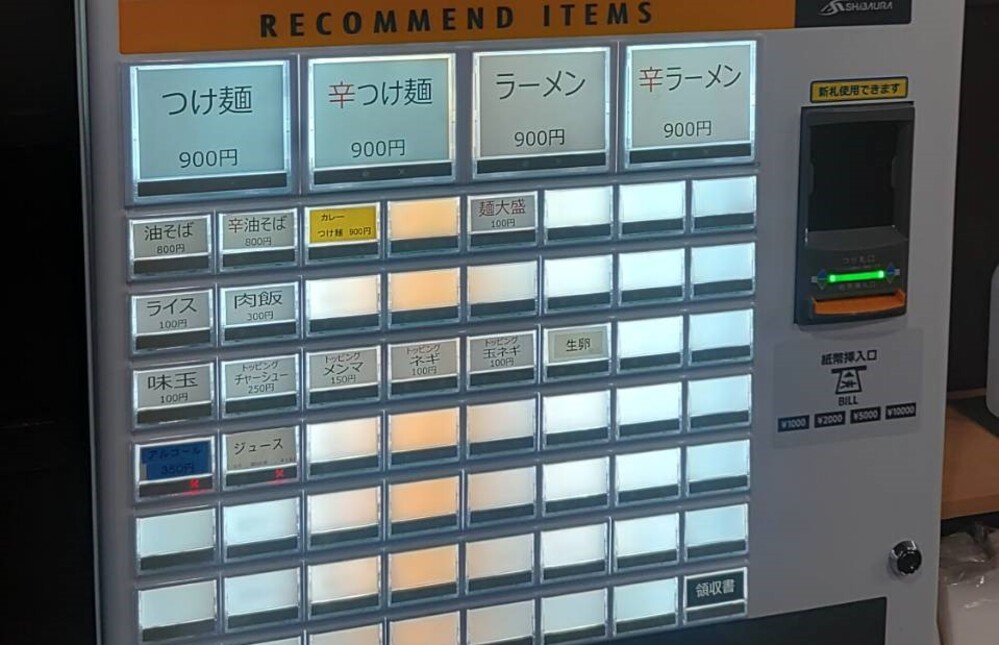 RECOMMEND ITEMS
SHIBAURA
つけ麺
900円
辛つけ麺
900円
ラーメン
900円
辛ラーメン
900円
新札使用できます
油そば
800円
辛油そば
800円
カレー
つけ麺 900円
麺大盛
100円
ライス
100円
肉飯
300円
味玉
100円
トッピング
チャーシュー
250円
トッピング
メンマ
150円
トッピング
ネギ
100円
トッピング
玉ネギ
100円
生卵
アルコール
350円
ジュース
領収書
紙幣挿入口
BILL
¥1000 ¥2000 ¥5000 ¥10000